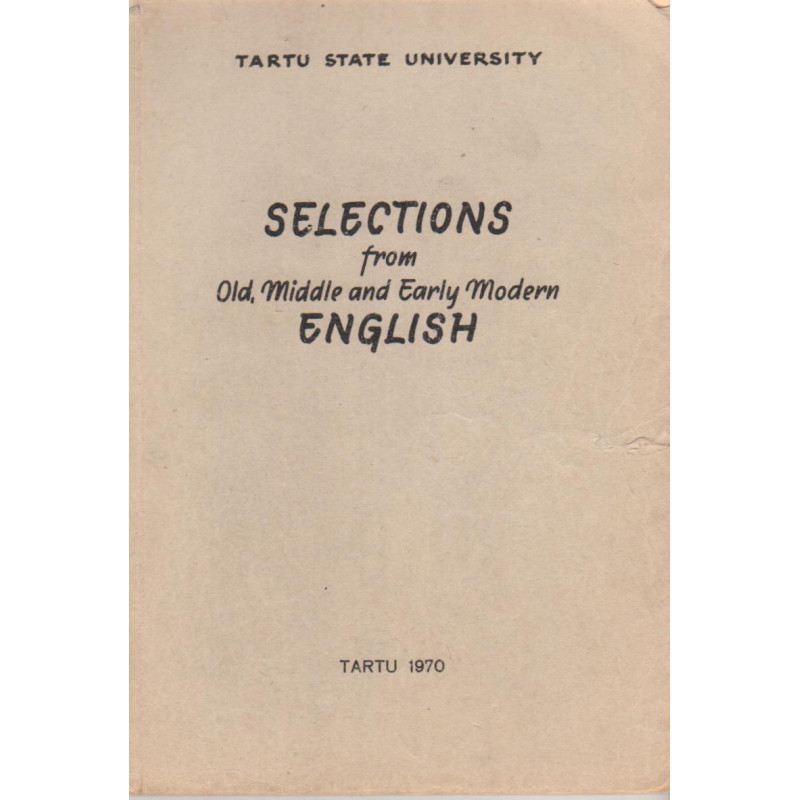 TARTU STATE UNIVERSITY
SELECTIONS
from
Old, Middle and Early Modern
ENGLISH
TARTU 1970